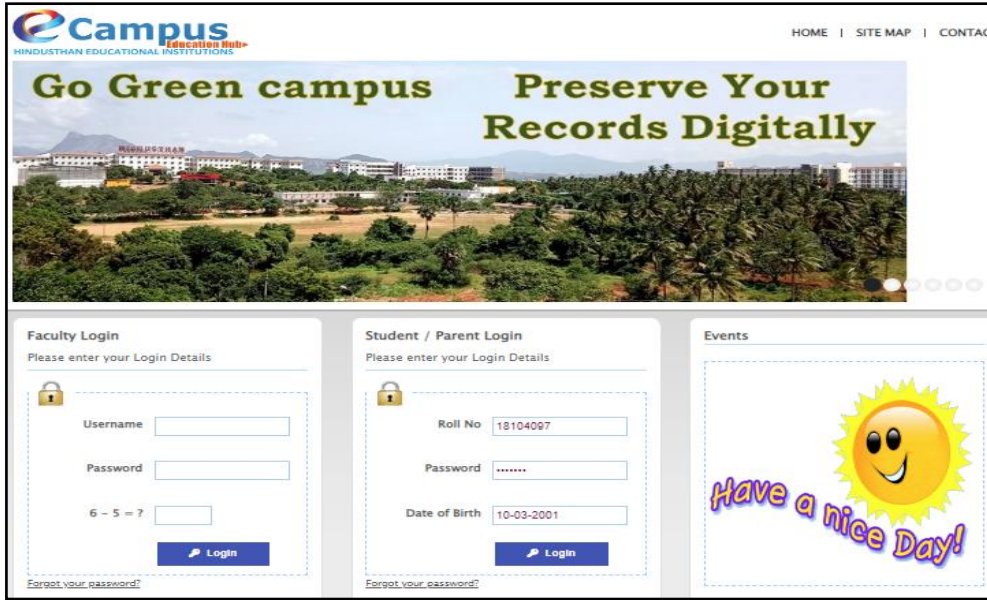 eCampus
Education Hub
HINDUSTHAN EDUCATIONAL INSTITUTIONS
HOME | SITE MAP | CONTAC
Go Green campus
Preserve Your
Records Digitally
HINDUSTHAN
Faculty Login
Please enter your Login Details
Username
Password
6 - 5 = ?
Login
Forgot your password?
Student / Parent Login
Please enter your Login Details
Roll No 18104097
Password •••••••
Date of Birth 10-03-2001
Login
Forgot your password?
Events
Have a nice Day!